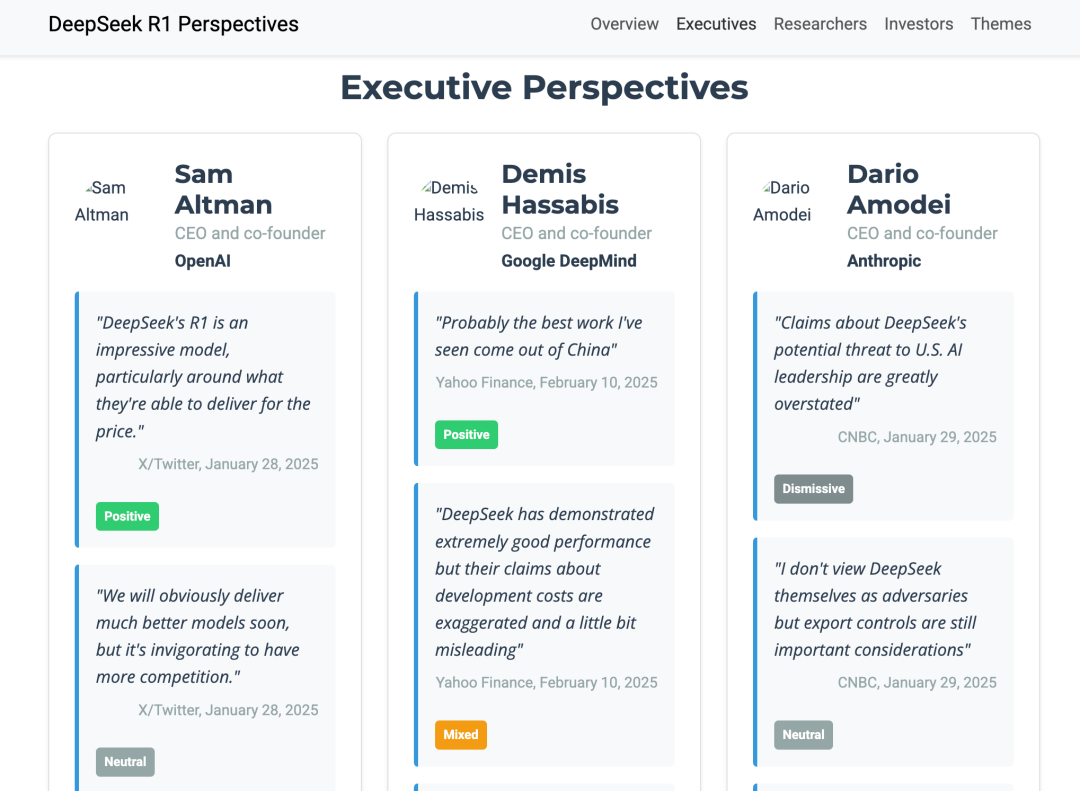 DeepSeek R1 Perspectives
Overview Executives Researchers Investors Themes
Executive Perspectives
Sam
Altman
Sam
Altman
CEO and co-founder
OpenAI
"DeepSeek's R1 is an
impressive model,
particularly around what
they're able to deliver for the
price."
X/Twitter, January 28, 2025
Positive
"We will obviously deliver
much better models soon,
but it's invigorating to have
more competition."
X/Twitter, January 28, 2025
Neutral
Demis
Hassabis
Demis
Hassabis
CEO and co-founder
Google DeepMind
"Probably the best work I've
seen come out of China"
Yahoo Finance, February 10, 2025
Positive
"DeepSeek has demonstrated
extremely good performance
but their claims about
development costs are
exaggerated and a little bit
misleading"
Yahoo Finance, February 10, 2025
Mixed
Dario
Amodei
Dario
Amodei
CEO and co-founder
Anthropic
"Claims about DeepSeek's
potential threat to U.S. AI
leadership are greatly
overstated"
CNBC, January 29, 2025
Dismissive
"I don't view DeepSeek
themselves as adversaries
but export controls are still
important considerations"
CNBC, January 29, 2025
Neutral